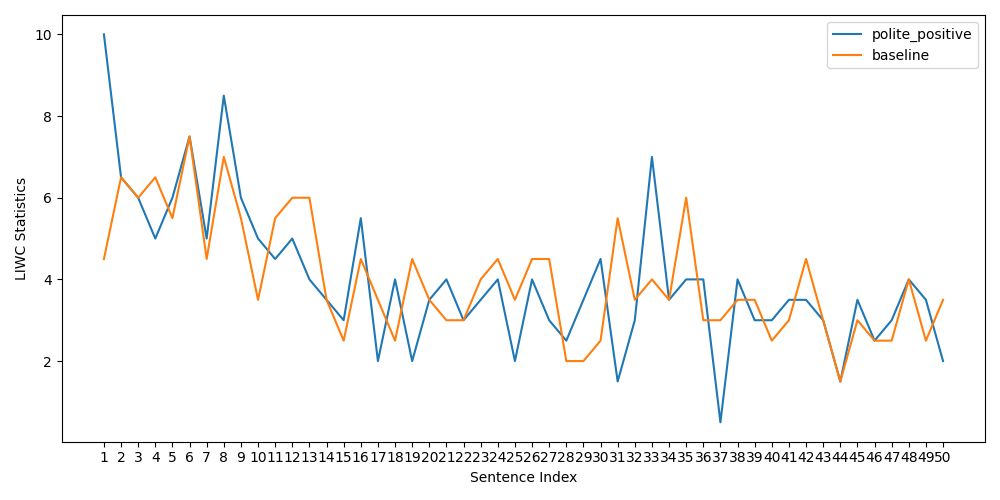 10
8
6
4
2
LIWC Statistics
polite_positive
baseline
1 2 3 4 5 6 7 8 9 10 11 12 13 14 15 16 17 18 19 20 21 22 23 24 25 26 27 28 29 30 31 32 33 34 35 36 37 38 39 40 41 42 43 44 45 46 47 48 49 50
Sentence Index